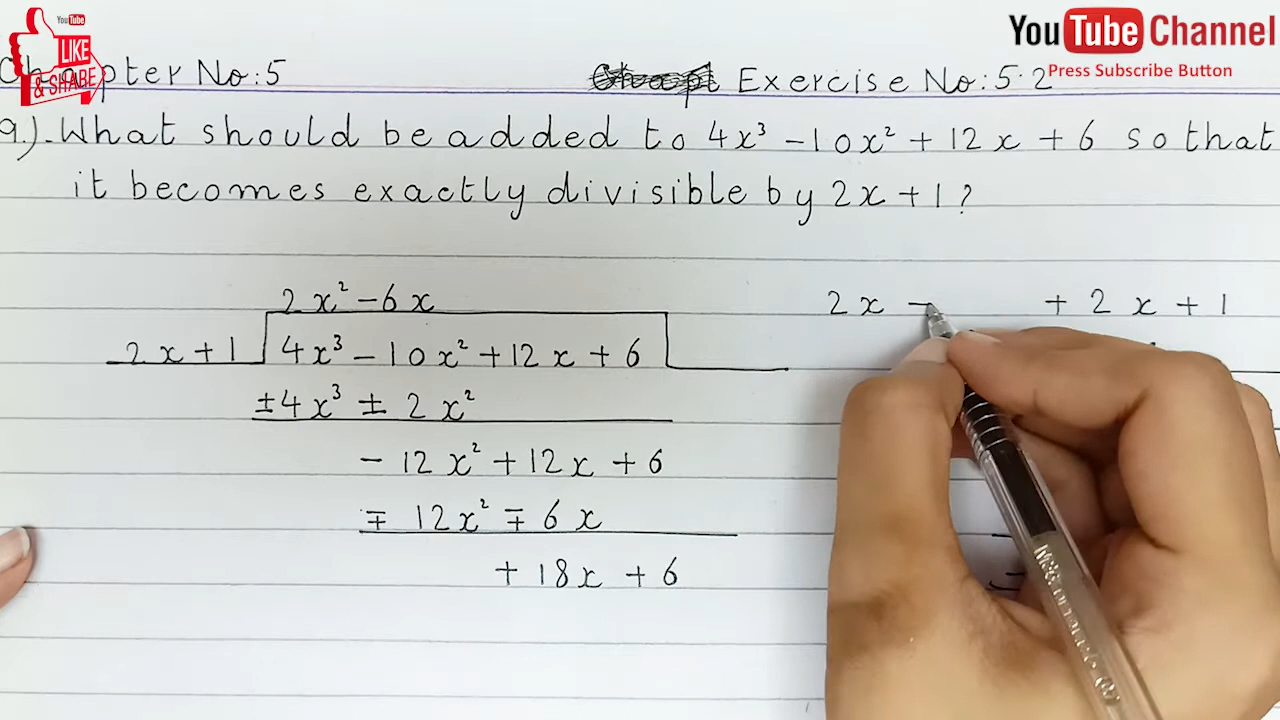 YouTube
LIKE
& SHARE
YouTube Channel
Press Subscribe Button
Chapter No:5 Exercise No:5.2
9.). What should be added to 4x³ -10x² + 12x + 6 so that
it becomes exactly divisible by 2x+1?
2x² -6x
2x+1 4x³ - 10x² +12x + 6
±4x³ ± 2x²
- 12x² +12x + 6
∓ 12x² ∓ 6x
+ 18x + 6
2x - + 2x + 1